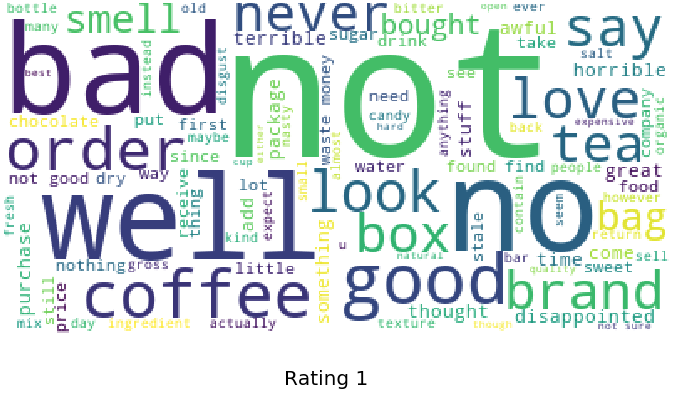 bottle
many
smell
old
never
bitter
bought
open
ever
terrible
sugar
drink
awful
take
say
salt
horrible
bad
best
instead
disgust
not
see
love
tea
company
organic
chocolate
put
first
maybe
package
nasty
either
waste money
almost
need
candy
hard
anything
stuff
back
expensive
order
since
cup
small
water
found
find
people
great
food
not good
dry
way
receive
thing
lot
add
kind
expect
look
no
seem
contain
however
bag
return
fresh
well
box
stale
purchase
nothing
gross
little
something
u
natural
good
bar
time
come
sell
quality
sweet
still
price
coffee
thought
brand
disappointed
mix
day
ingredient
actually
texture
though
not sure
Rating 1